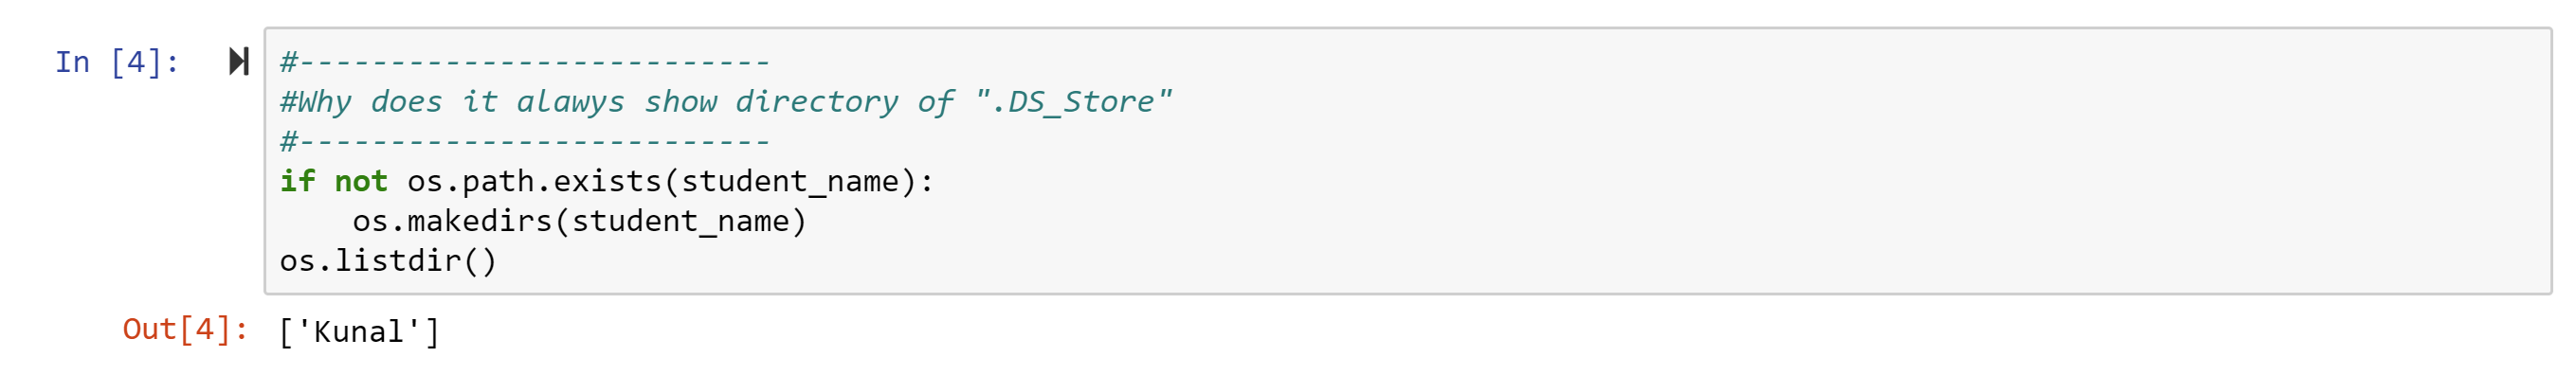 In [4]:
#--------------------------
#Why does it alawys show directory of ".DS_Store"
#--------------------------
if not os.path.exists(student_name):
    os.makedirs(student_name)
os.listdir()
Out[4]: ['Kunal']